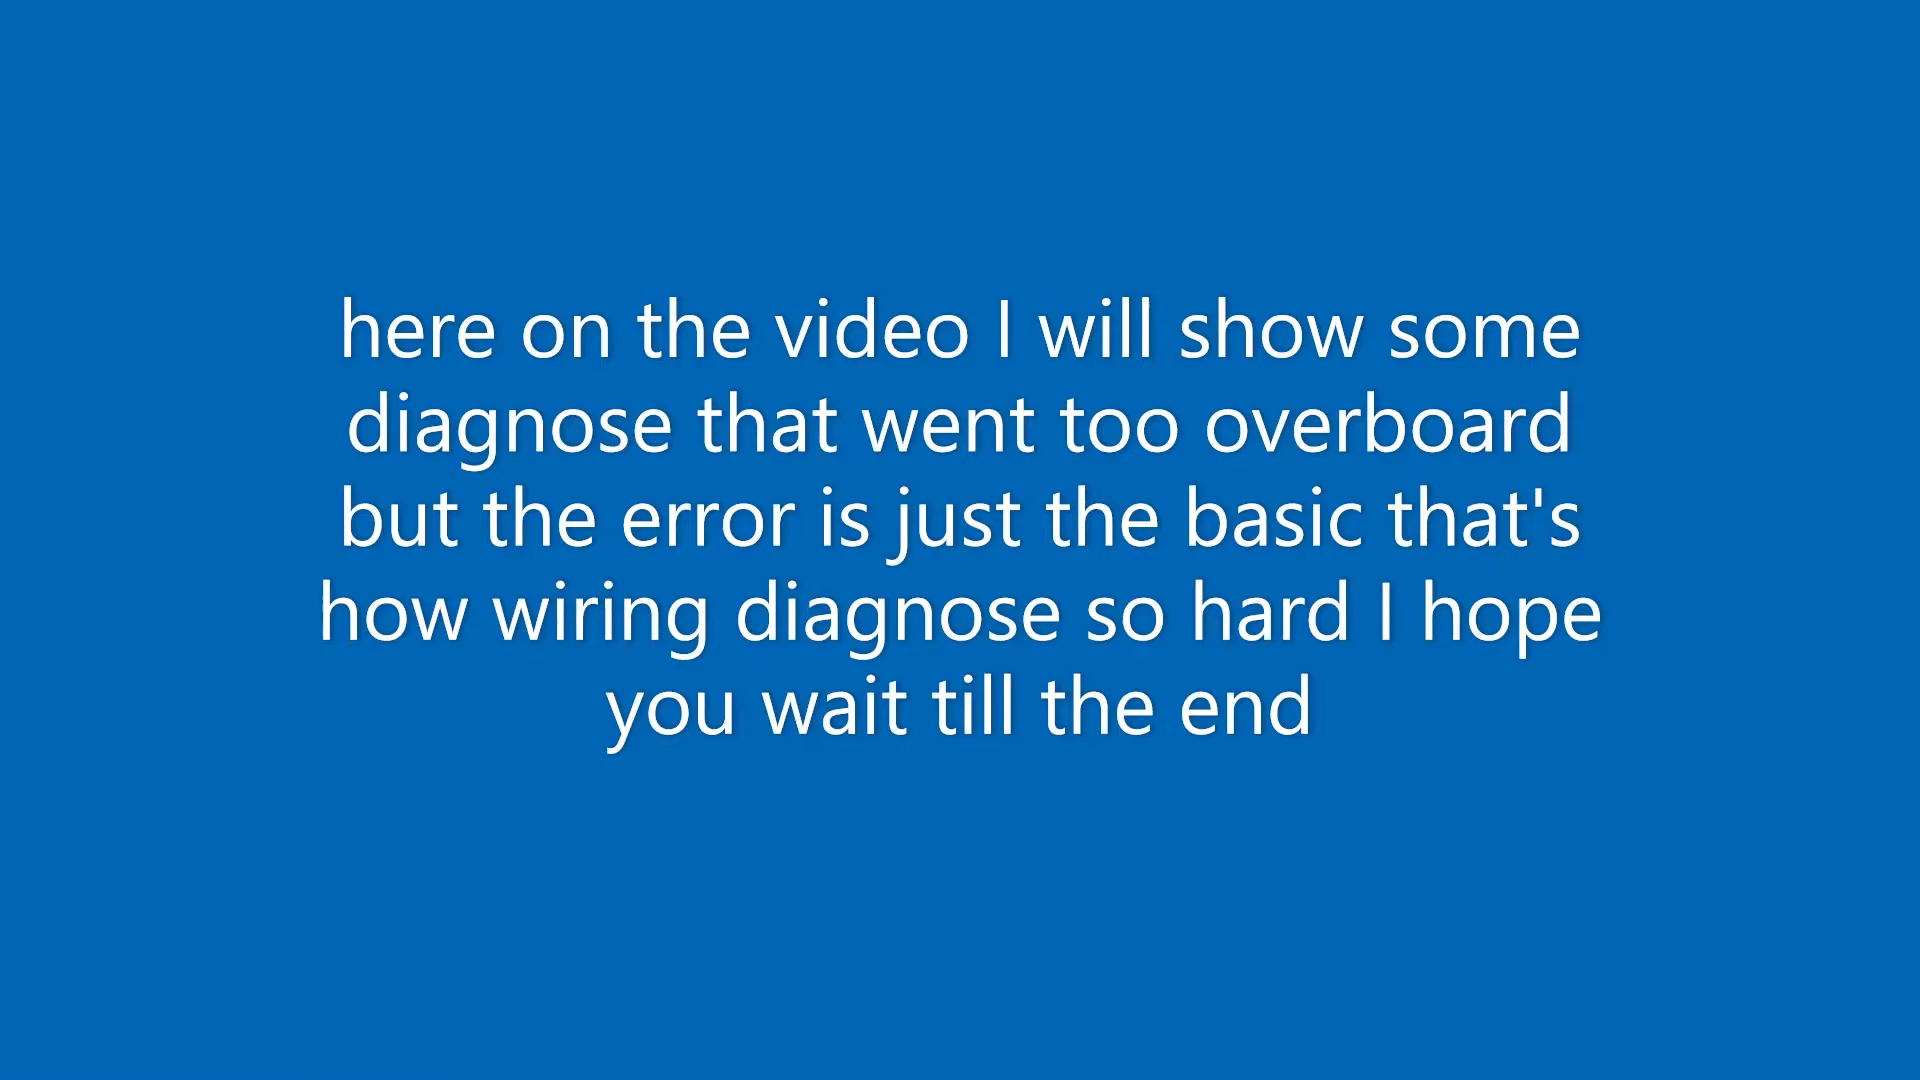 here on the video I will show some
diagnose that went too overboard
but the error is just the basic that's
how wiring diagnose so hard I hope
you wait till the end